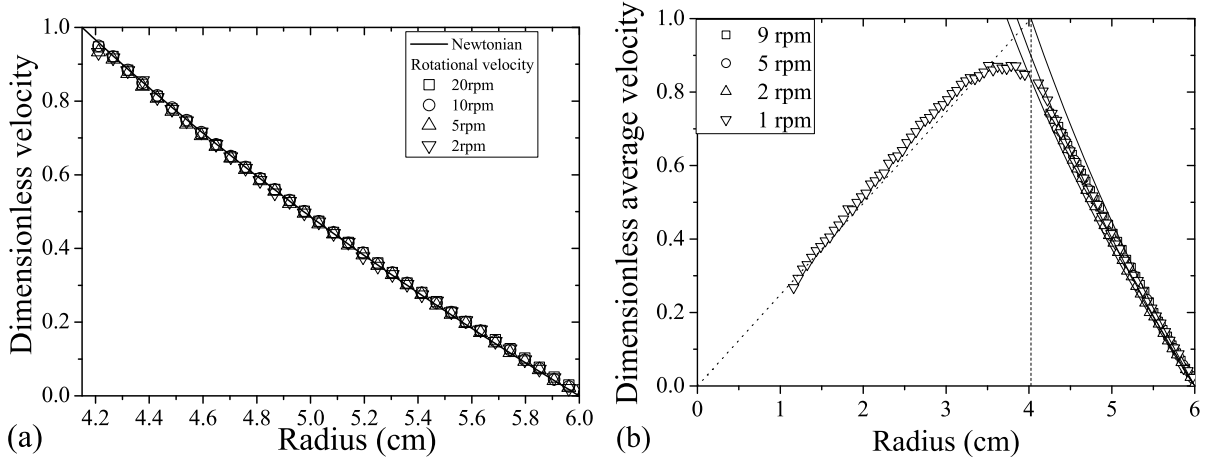 Dimensionless velocity
1.0
0.8
0.6
0.4
0.2
0.0
Newtonian
Rotational velocity
20rpm
10rpm
5rpm
2rpm
4.2 4.4 4.6 4.8 5.0 5.2 5.4 5.6 5.8 6.0
Radius (cm)
(a)
Dimensionless average velocity
1.0
0.8
0.6
0.4
0.2
0.0
9 rpm
5 rpm
2 rpm
1 rpm
0 1 2 3 4 5 6
Radius (cm)
(b)